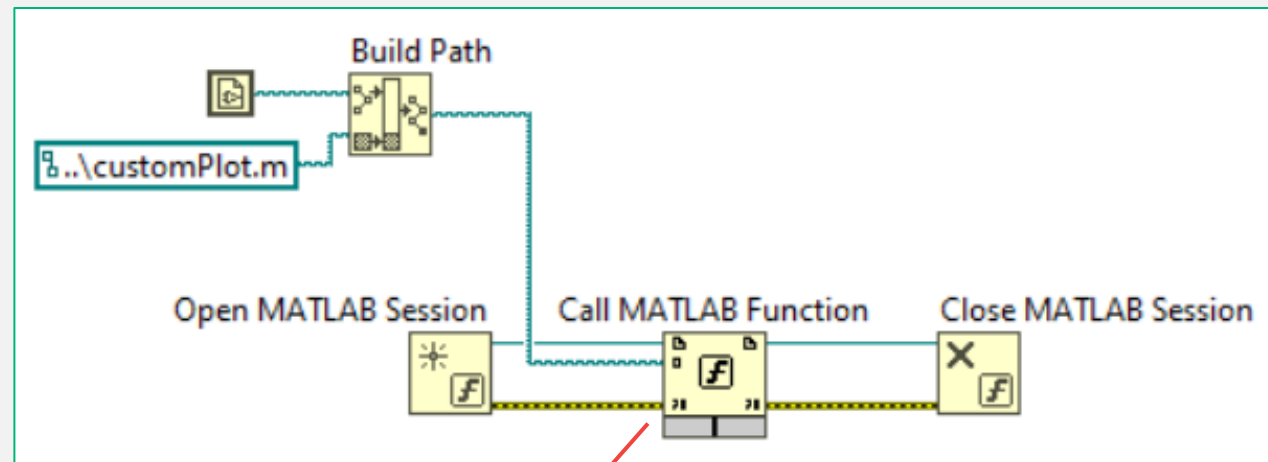 Build Path
..\customPlot.m
Open MATLAB Session
Call MATLAB Function
Close MATLAB Session